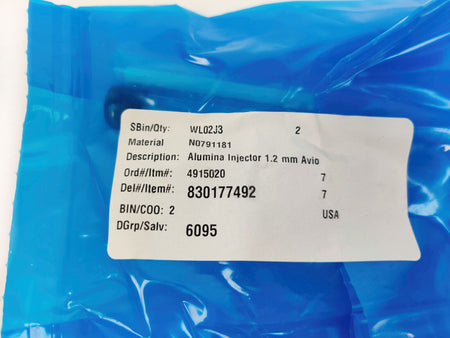 SBin/Qty: WL02J3 2
Material N0791181
Description: Alumina Injector 1.2 mm Avio
Ord#/Itm#: 4915020 7
Del#/Item#: 830177492 7
BIN/COO: 2 USA
DGrp/Salv: 6095